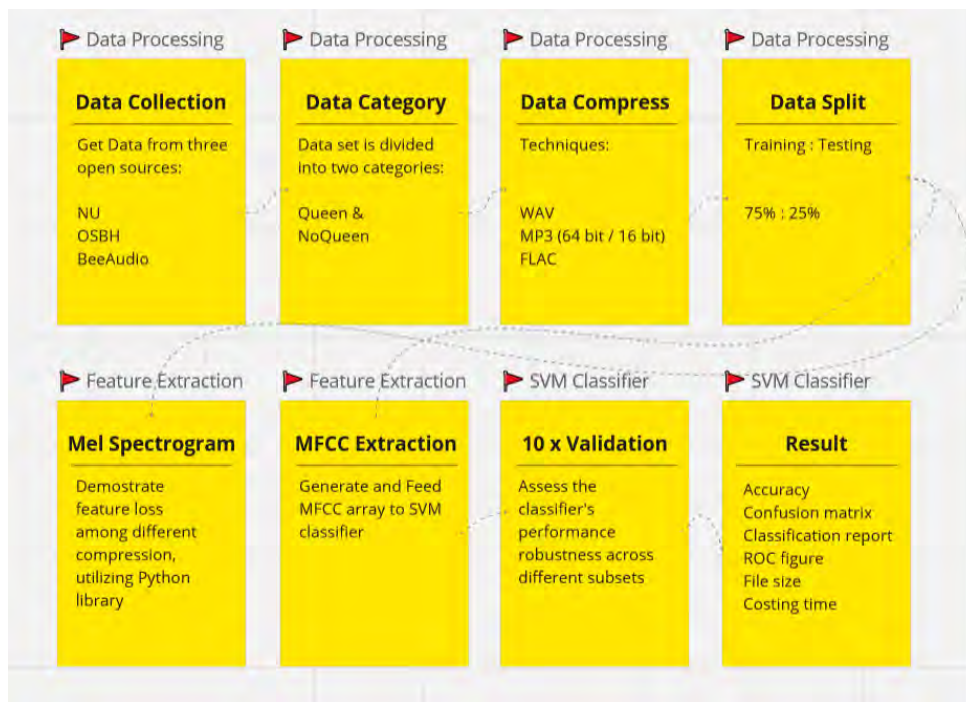 Data Processing
Data Collection
Get Data from three
open sources:
NU
OSBH
BeeAudio
Data Processing
Data Category
Data set is divided
into two categories:
Queen &
NoQueen
Data Processing
Data Compress
Techniques:
WAV
MP3 (64 bit / 16 bit)
FLAC
Data Processing
Data Split
Training : Testing
75% : 25%
Feature Extraction
Mel Spectrogram
Demostrate
feature loss
among different
compression,
utilizing Python
library
Feature Extraction
MFCC Extraction
Generate and Feed
MFCC array to SVM
classifier
SVM Classifier
10 x Validation
Assess the
classifier's
performance
robustness across
different subsets
SVM Classifier
Result
Accuracy
Confusion matrix
Classification report
ROC figure
File size
Costing time